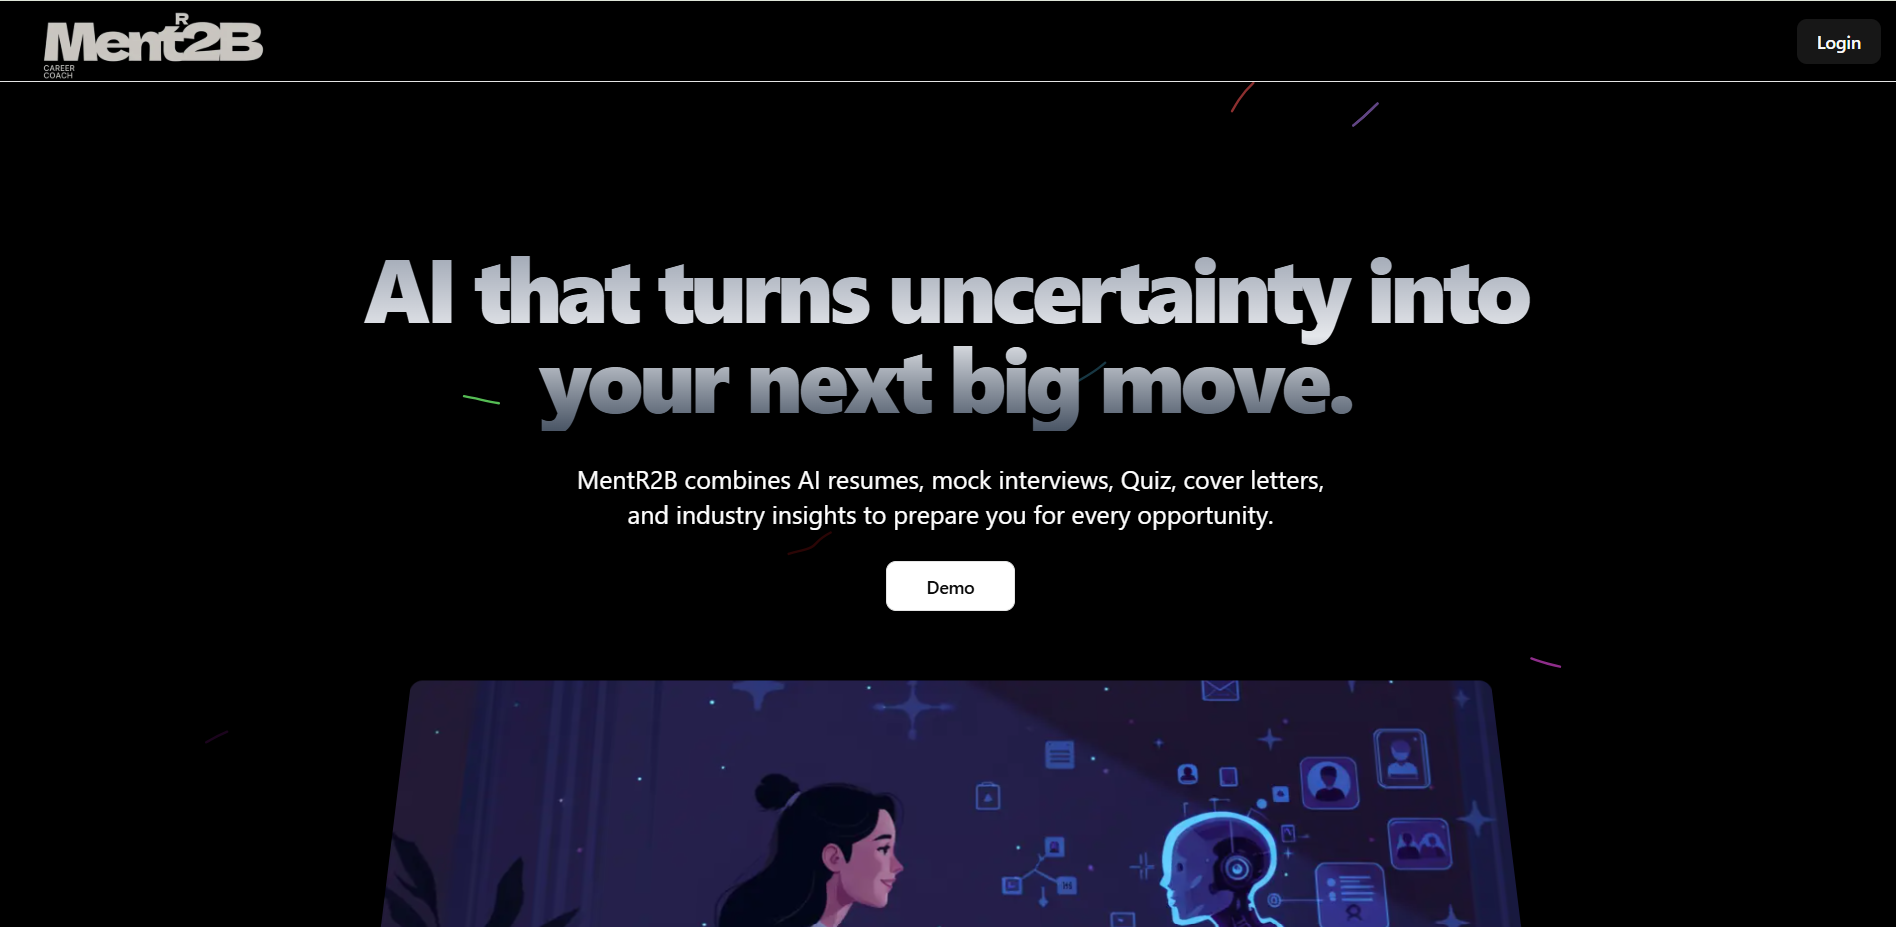 MentR2B
CAREER
COACH
Login
AI that turns uncertainty into
your next big move.
MentR2B combines AI resumes, mock interviews, Quiz, cover letters,
and industry insights to prepare you for every opportunity.
Demo
Hi
@